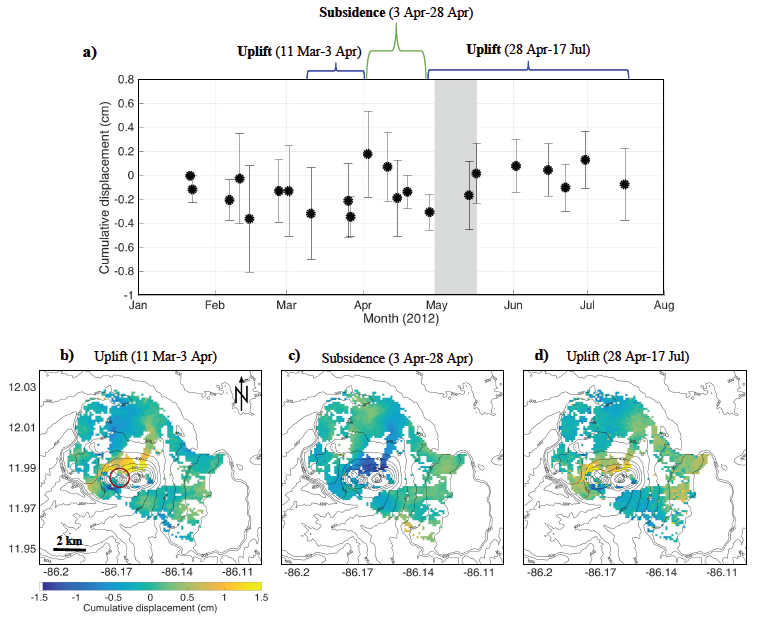 Subsidence (3 Apr-28 Apr)
a)
Uplift (11 Mar-3 Apr)
Uplift (28 Apr-17 Jul)
Cumulative displacement (cm)
0.8
0.6
0.4
0.2
0
-0.2
-0.4
-0.6
-0.8
-1
Jan Feb Mar Apr May Jun Jul Aug
Month (2012)
b) Uplift (11 Mar-3 Apr)
c) Subsidence (3 Apr-28 Apr)
d) Uplift (28 Apr-17 Jul)
12.03
12.01
11.99
11.97
11.95
N
2 km
-86.2 -86.17 -86.14 -86.11
-86.2 -86.17 -86.14 -86.11
-86.2 -86.17 -86.14 -86.11
-1.5 -1 -0.5 0 0.5 1 1.5
Cumulative displacement (cm)